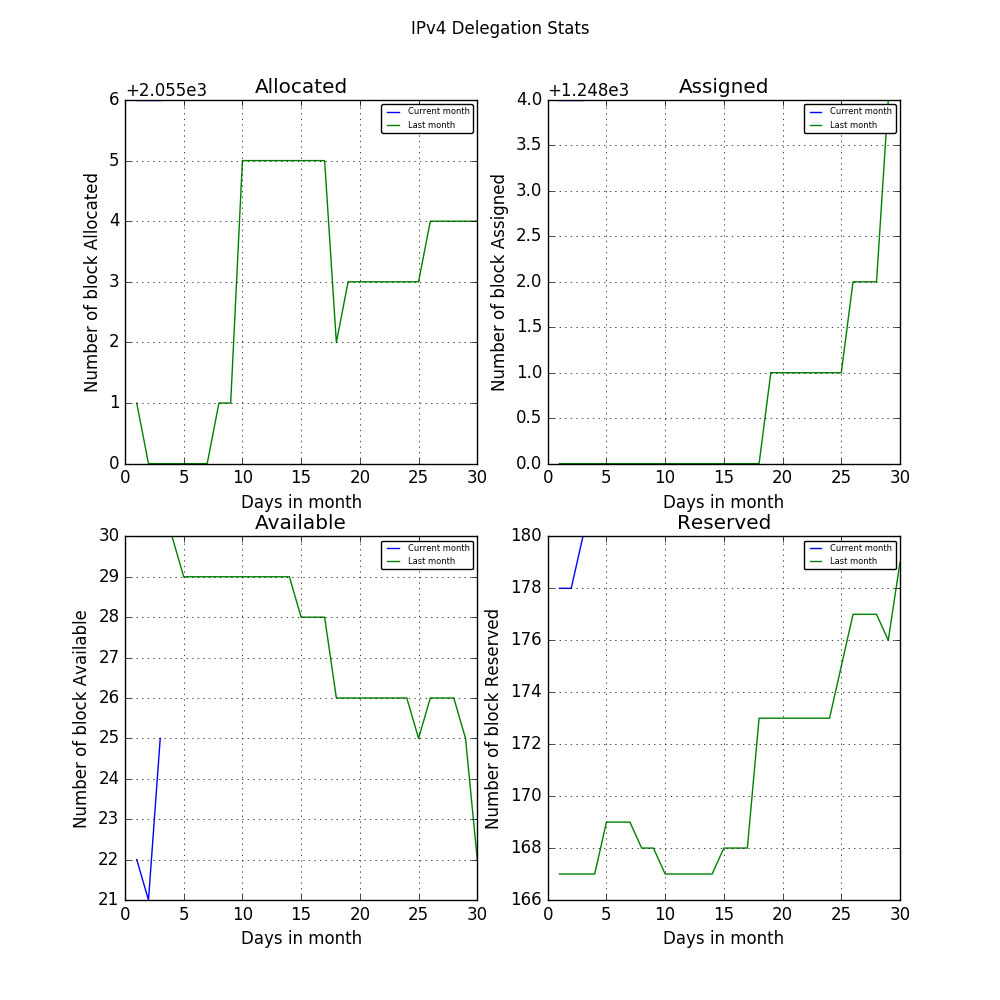 IPv4 Delegation Stats
Allocated
+2.055e3
Current month
Last month
Number of block Allocated
6
5
4
3
2
1
0
0 5 10 15 20 25 30
Days in month
Assigned
+1.248e3
Current month
Last month
Number of block Assigned
4.0
3.5
3.0
2.5
2.0
1.5
1.0
0.5
0.0
0 5 10 15 20 25 30
Days in month
Available
Current month
Last month
Number of block Available
30
29
28
27
26
25
24
23
22
21
0 5 10 15 20 25 30
Days in month
Reserved
Current month
Last month
Number of block Reserved
180
178
176
174
172
170
168
166
0 5 10 15 20 25 30
Days in month